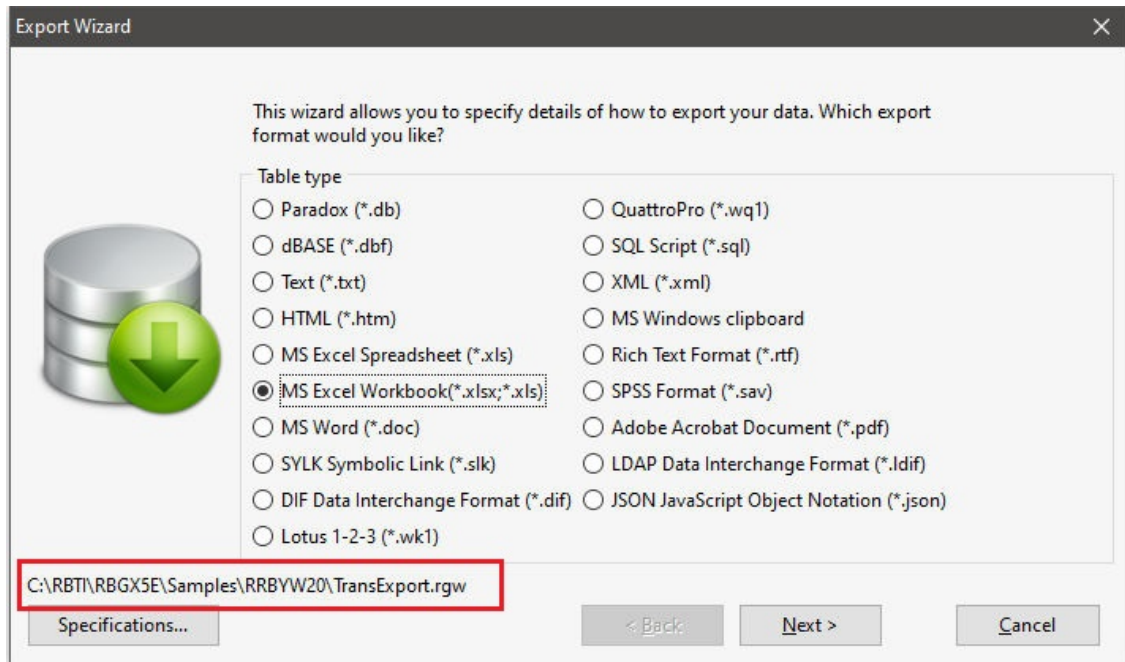 Export Wizard
This wizard allows you to specify details of how to export your data. Which export
format would you like?
Table type
Paradox (*.db)
dBASE (*.dbf)
Text (*.txt)
HTML (*.htm)
MS Excel Spreadsheet (*.xls)
MS Excel Workbook(*.xlsx;*.xls)
MS Word (*.doc)
SYLK Symbolic Link (*.slk)
DIF Data Interchange Format (*.dif)
Lotus 1-2-3 (*.wk1)
QuattroPro (*.wq1)
SQL Script (*.sql)
XML (*.xml)
MS Windows clipboard
Rich Text Format (*.rtf)
SPSS Format (*.sav)
Adobe Acrobat Document (*.pdf)
LDAP Data Interchange Format (*.ldif)
JSON JavaScript Object Notation (*.json)
C:\RBTI\RBGX5E\Samples\RRBYW20\TransExport.rgw
Specifications...
< Back
Next >
Cancel